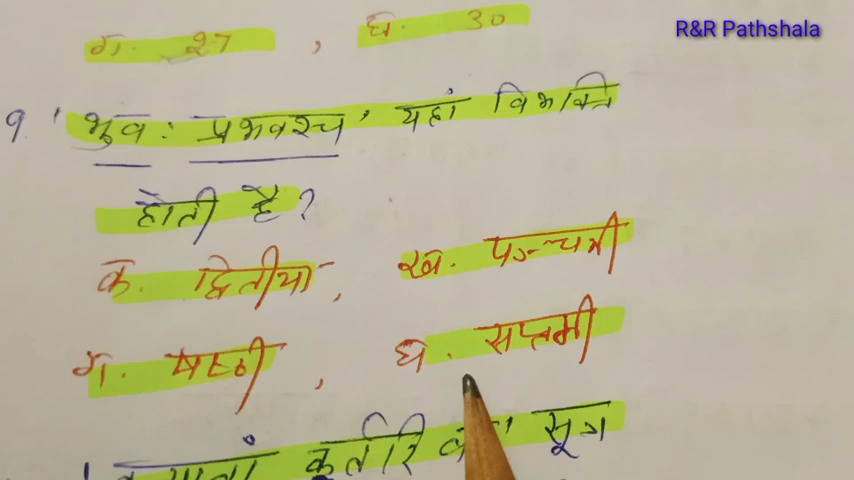 R&R Pathshala
ग. 27 , घ. 30
9. 'भुवः प्रभवश्च' यहां विभक्ति
होती है?
क. द्वितीया, ख. पञ्चमी
ग. षष्ठी , घ. सप्तमी
कर्तरि वा सूत्र